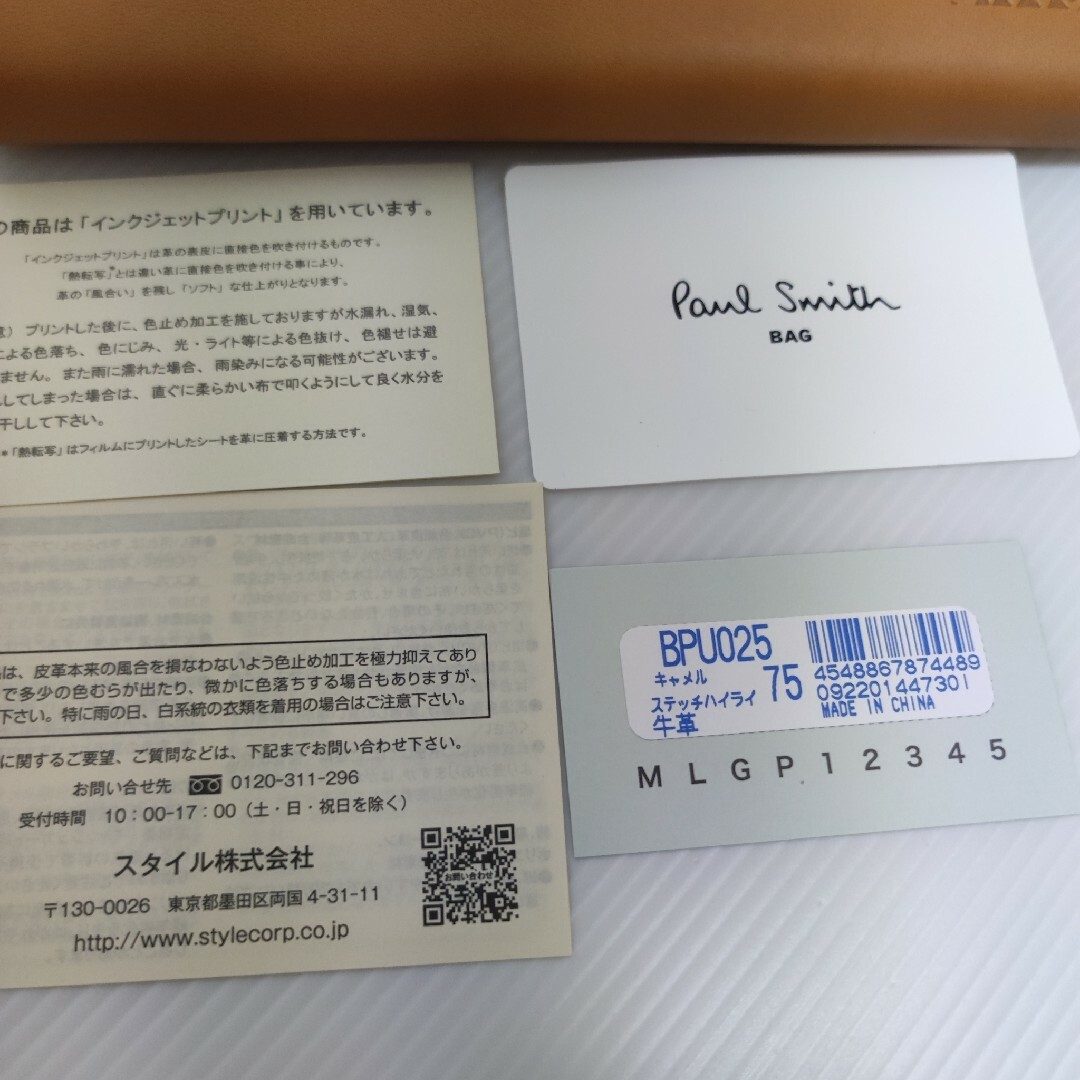 の商品は「インクジェットプリント」を用いています。
「インクジェットプリント」は革の表皮に直接色を吹き付けるものです。
「熱転写」*とは違い革に直接色を吹き付ける事により、
革の「風合い」を残し「ソフト」な仕上がりとなります。
プリントした後に、色止め加工を施しておりますが水漏れ、湿気、
による色落ち、色にじみ、光・ライト等による色抜け、色褪せは避
ません。また雨に濡れた場合、雨染みになる可能性がございます。
してしまった場合は、直ぐに柔らかい布で叩くようにして良く水分を
干しして下さい。
*「熱転写」はフィルムにプリントしたシートを革に圧着する方法です。
Paul Smith
BAG
は、皮革本来の風合を損なわないよう色止め加工を極力抑えてあり
で多少の色むらが出たり、微かに色落ちする場合もありますが、
下さい。特に雨の日、白系統の衣類を着用の場合はご注意下さい。
に関するご要望、ご質問などは、下記までお問い合わせ下さい。
お問い合せ先 0120-311-296
受付時間 10:00-17:00（土・日・祝日を除く）
スタイル株式会社
〒130-0026 東京都墨田区両国4-31-11
http://www.stylecorp.co.jp
お問い合わせ
BPU025
キャメル
ステッチハイライ
牛革
75
4548867874489
092201447301
MADE IN CHINA
M L G P 1 2 3 4 5